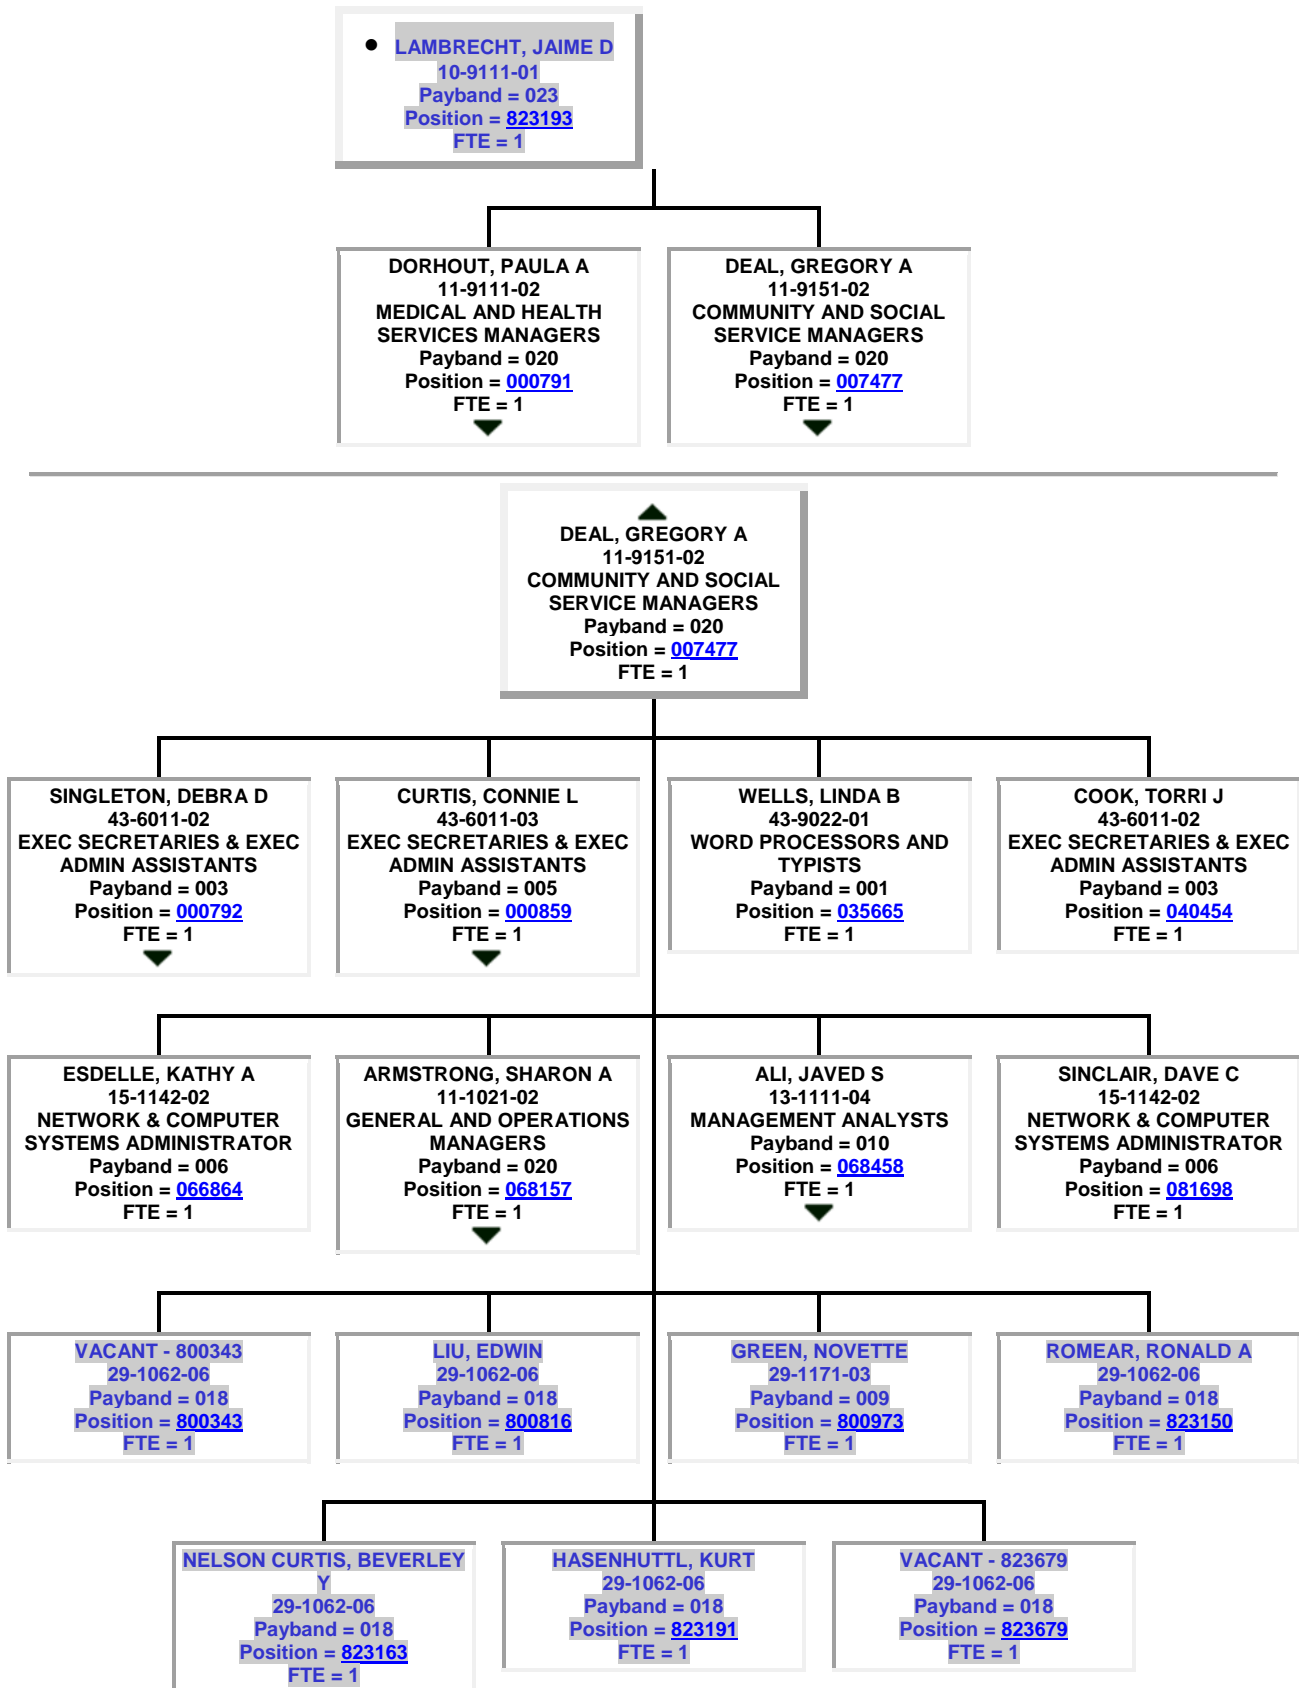 LAMBRECHT, JAIME D
10-9111-01
Payband = 023
Position = 823193
FTE = 1
DORHOUT, PAULA A
11-9111-02
MEDICAL AND HEALTH
SERVICES MANAGERS
Payband = 020
Position = 000791
FTE = 1
DEAL, GREGORY A
11-9151-02
COMMUNITY AND SOCIAL
SERVICE MANAGERS
Payband = 020
Position = 007477
FTE = 1
DEAL, GREGORY A
11-9151-02
COMMUNITY AND SOCIAL
SERVICE MANAGERS
Payband = 020
Position = 007477
FTE = 1
SINGLETON, DEBRA D
43-6011-02
EXEC SECRETARIES & EXEC
ADMIN ASSISTANTS
Payband = 003
Position = 000792
FTE = 1
CURTIS, CONNIE L
43-6011-03
EXEC SECRETARIES & EXEC
ADMIN ASSISTANTS
Payband = 005
Position = 000859
FTE = 1
WELLS, LINDA B
43-9022-01
WORD PROCESSORS AND
TYPISTS
Payband = 001
Position = 035665
FTE = 1
COOK, TORRI J
43-6011-02
EXEC SECRETARIES & EXEC
ADMIN ASSISTANTS
Payband = 003
Position = 040454
FTE = 1
ESDELLE, KATHY A
15-1142-02
NETWORK & COMPUTER
SYSTEMS ADMINISTRATOR
Payband = 006
Position = 066864
FTE = 1
ARMSTRONG, SHARON A
11-1021-02
GENERAL AND OPERATIONS
MANAGERS
Payband = 020
Position = 068157
FTE = 1
ALI, JAVED S
13-1111-04
MANAGEMENT ANALYSTS
Payband = 010
Position = 068458
FTE = 1
SINCLAIR, DAVE C
15-1142-02
NETWORK & COMPUTER
SYSTEMS ADMINISTRATOR
Payband = 006
Position = 081698
FTE = 1
VACANT - 800343
29-1062-06
Payband = 018
Position = 800343
FTE = 1
LIU, EDWIN
29-1062-06
Payband = 018
Position = 800816
FTE = 1
GREEN, NOVETTE
29-1171-03
Payband = 009
Position = 800973
FTE = 1
ROMEAR, RONALD A
29-1062-06
Payband = 018
Position = 823150
FTE = 1
NELSON CURTIS, BEVERLEY
Y
29-1062-06
Payband = 018
Position = 823163
FTE = 1
HASENHUTTL, KURT
29-1062-06
Payband = 018
Position = 823191
FTE = 1
VACANT - 823679
29-1062-06
Payband = 018
Position = 823679
FTE = 1